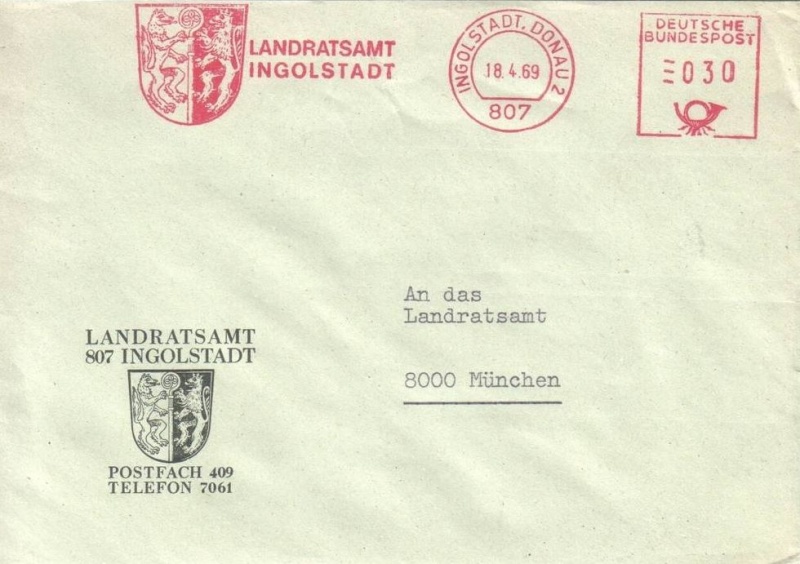 LANDRATSAMT
INGOLSTADT
INGOLSTADT, DONAU 2
18.4.69
807
DEUTSCHE
BUNDESPOST
030
An das
Landratsamt
8000 München
LANDRATSAMT
807 INGOLSTADT
POSTFACH 409
TELEFON 7061